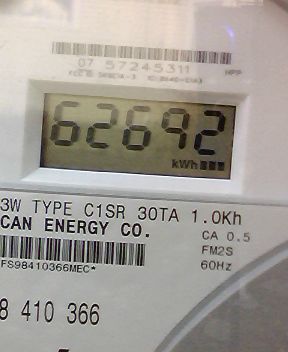 07 57245311
62692
kWh
3W TYPE C1SR 30TA 1.0Kh
CAN ENERGY CO.
CA 0.5
FM2S
60Hz
FS98410366MEC*
8 410 366